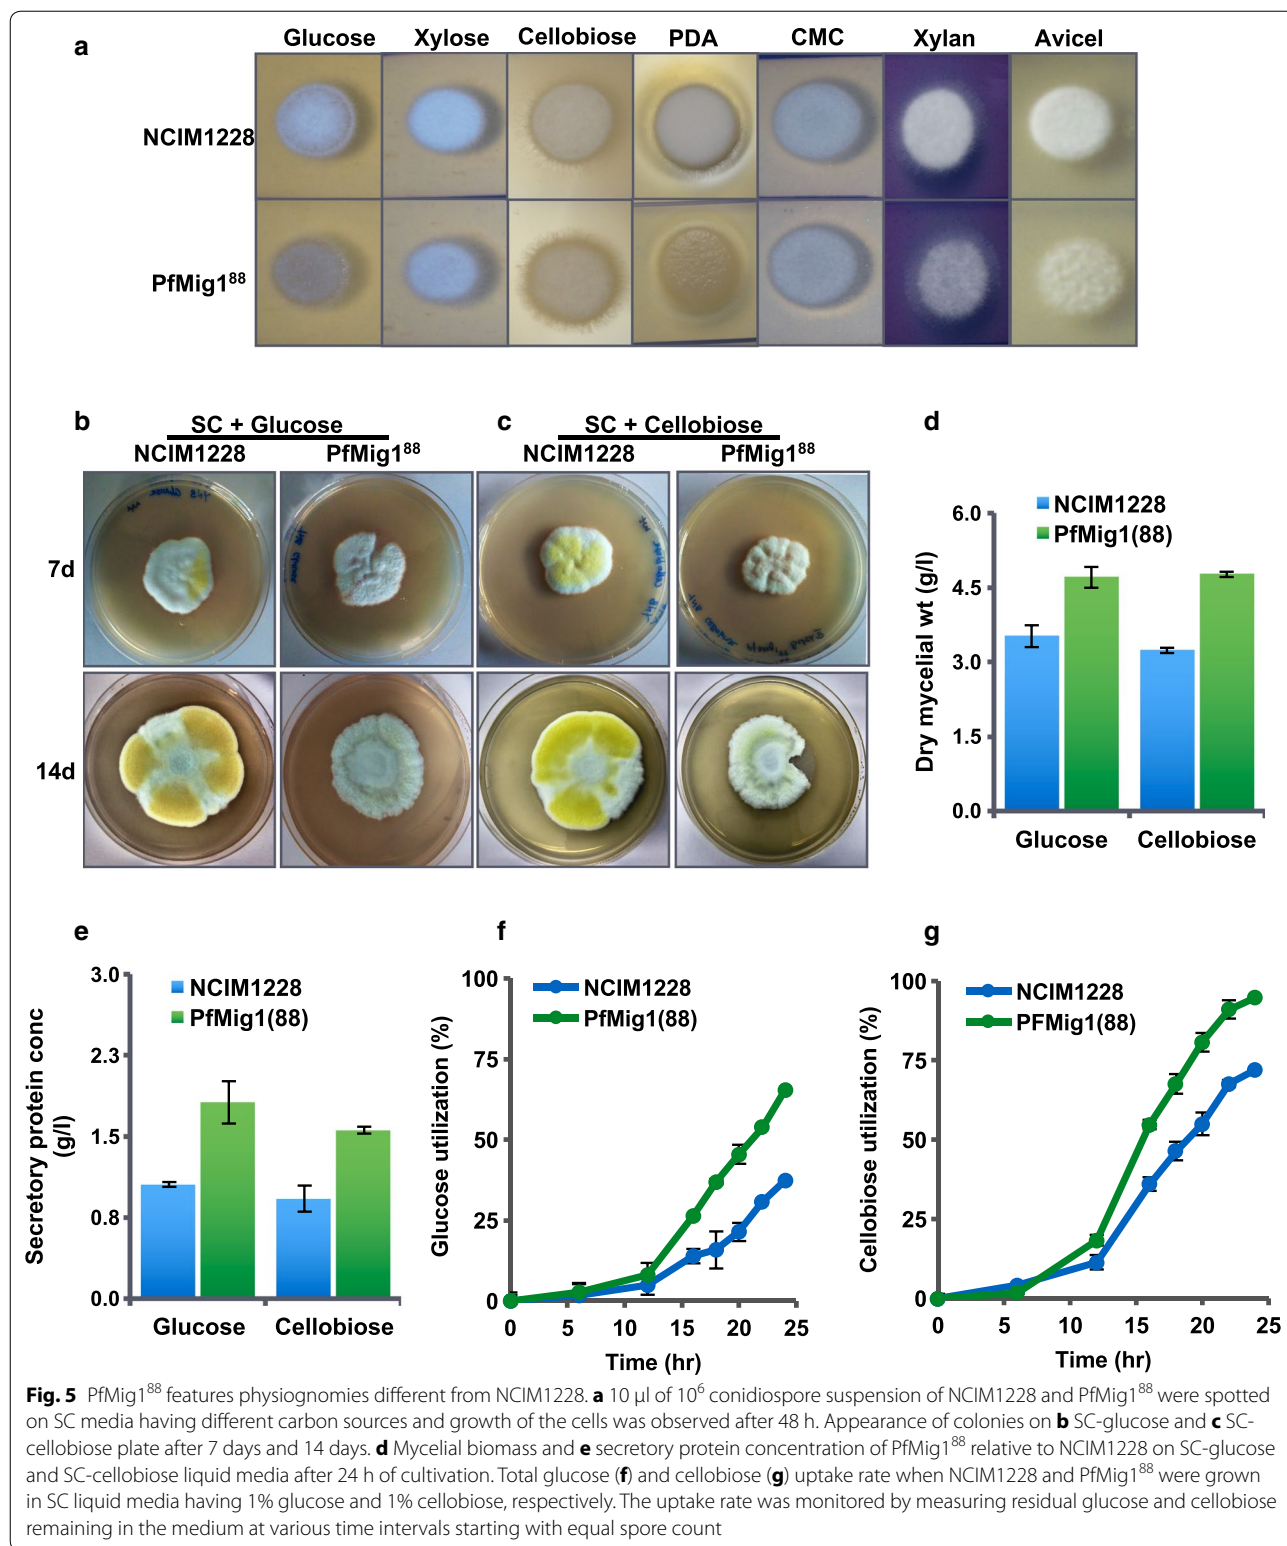 a
Glucose Xylose Cellobiose PDA CMC Xylan Avicel
NCIM1228
PfMig1⁸⁸
b
SC + Glucose
NCIM1228 PfMig1⁸⁸
c
SC + Cellobiose
NCIM1228 PfMig1⁸⁸
7d
14d
d
NCIM1228
PfMig1(88)
Dry mycelial wt (g/l)
6.0
4.5
3.0
1.5
0.0
Glucose Cellobiose
e
NCIM1228
PfMig1(88)
Secretory protein conc
(g/l)
3.0
2.3
1.5
0.8
0.0
Glucose Cellobiose
f
NCIM1228
PfMig1(88)
Glucose utilization (%)
100
75
50
25
0
0 5 10 15 20 25
Time (hr)
g
NCIM1228
PFMig1(88)
Cellobiose utilization (%)
100
75
50
25
0
0 5 10 15 20 25
Time (hr)
Fig. 5 PfMig1⁸⁸ features physiognomies different from NCIM1228. a 10 µl of 10⁶ conidiospore suspension of NCIM1228 and PfMig1⁸⁸ were spotted
on SC media having different carbon sources and growth of the cells was observed after 48 h. Appearance of colonies on b SC-glucose and c SC-
cellobiose plate after 7 days and 14 days. d Mycelial biomass and e secretory protein concentration of PfMig1⁸⁸ relative to NCIM1228 on SC-glucose
and SC-cellobiose liquid media after 24 h of cultivation. Total glucose (f) and cellobiose (g) uptake rate when NCIM1228 and PfMig1⁸⁸ were grown
in SC liquid media having 1% glucose and 1% cellobiose, respectively. The uptake rate was monitored by measuring residual glucose and cellobiose
remaining in the medium at various time intervals starting with equal spore count